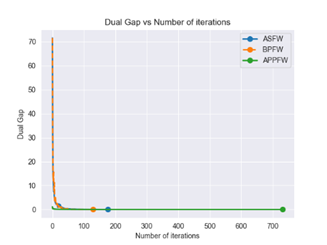 Dual Gap vs Number of iterations
ASFW
BPFW
APPFW
Dual Gap
70
60
50
40
30
20
10
0
0 100 200 300 400 500 600 700
Number of iterations